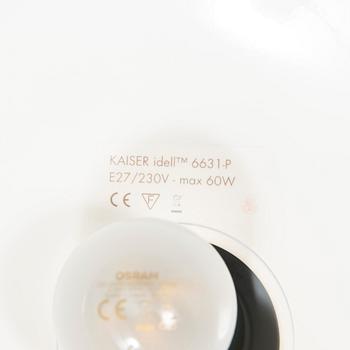 KAISER idell™ 6631-P
E27/230V - max 60W
CE F
OSRAM
CE